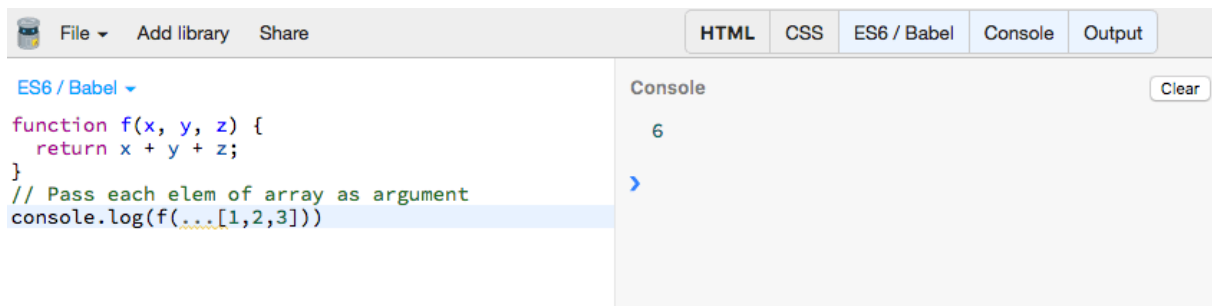 File Add library Share HTML CSS ES6 / Babel Console Output
ES6 / Babel
function f(x, y, z) {
  return x + y + z;
}
// Pass each elem of array as argument
console.log(f(...[1,2,3]))
Console Clear
6